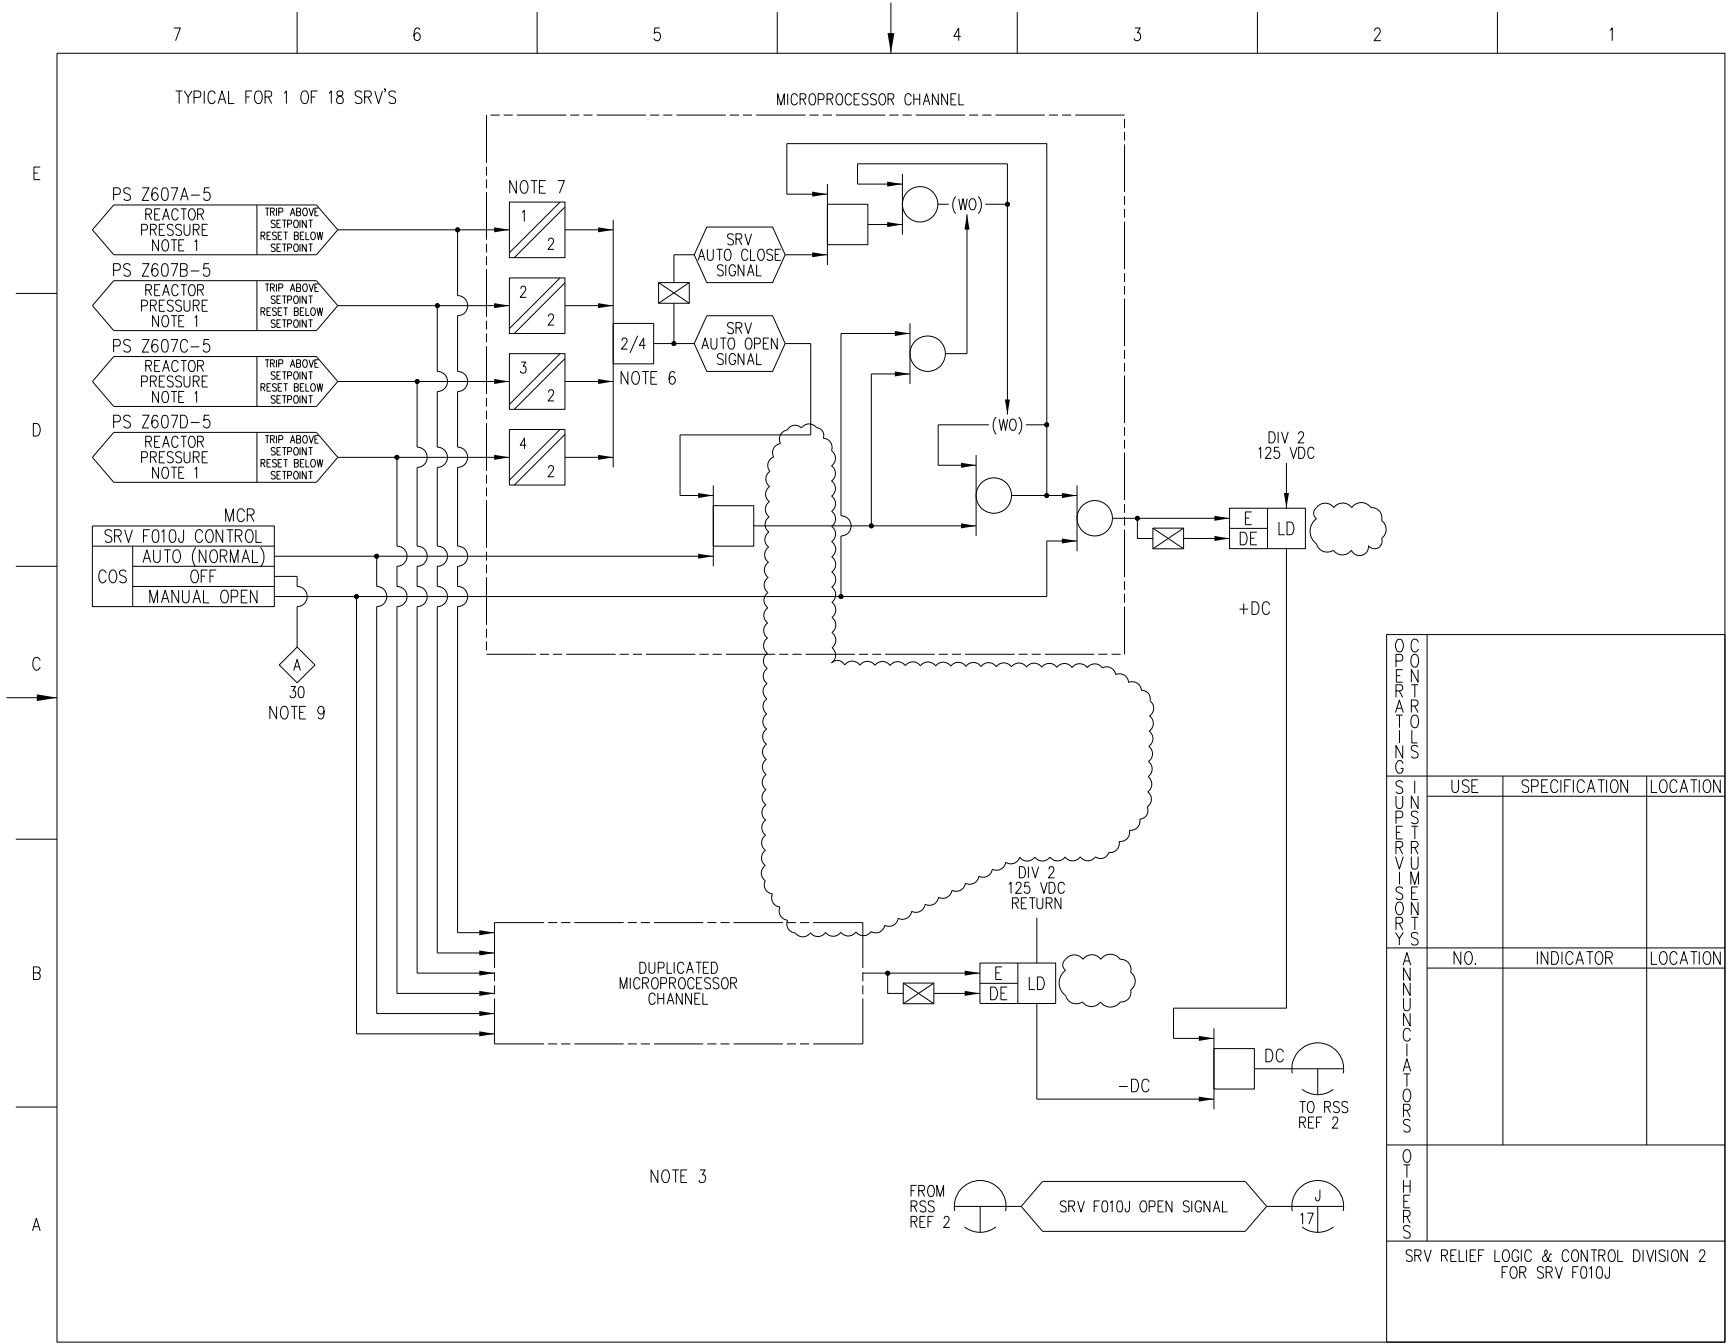 7 6 5 4 3 2 1
TYPICAL FOR 1 OF 18 SRV'S
MICROPROCESSOR CHANNEL
E
D
C
B
A
PS Z607A-5
REACTOR
PRESSURE
NOTE 1
TRIP ABOVE
SETPOINT
RESET BELOW
SETPOINT
PS Z607B-5
REACTOR
PRESSURE
NOTE 1
TRIP ABOVE
SETPOINT
RESET BELOW
SETPOINT
PS Z607C-5
REACTOR
PRESSURE
NOTE 1
TRIP ABOVE
SETPOINT
RESET BELOW
SETPOINT
PS Z607D-5
REACTOR
PRESSURE
NOTE 1
TRIP ABOVE
SETPOINT
RESET BELOW
SETPOINT
MCR
SRV F010J CONTROL
COS
AUTO (NORMAL)
OFF
MANUAL OPEN
A
30
NOTE 9
NOTE 7
1
2
2
2
3
2
4
2
2/4
NOTE 6
SRV
AUTO CLOSE
SIGNAL
SRV
AUTO OPEN
SIGNAL
(WO)
(WO)
DIV 2
125 VDC
E
DE
LD
+DC
DUPLICATED
MICROPROCESSOR
CHANNEL
DIV 2
125 VDC
RETURN
E
DE
LD
-DC
DC
TO RSS
REF 2
NOTE 3
FROM
RSS
REF 2
SRV F010J OPEN SIGNAL
J
17
OPERATING
CONTROLS
SUPERVISORY
INSTRUMENTS
USE SPECIFICATION LOCATION
ANNUNCIATORS
NO. INDICATOR LOCATION
OTHERS
SRV RELIEF LOGIC & CONTROL DIVISION 2
FOR SRV F010J